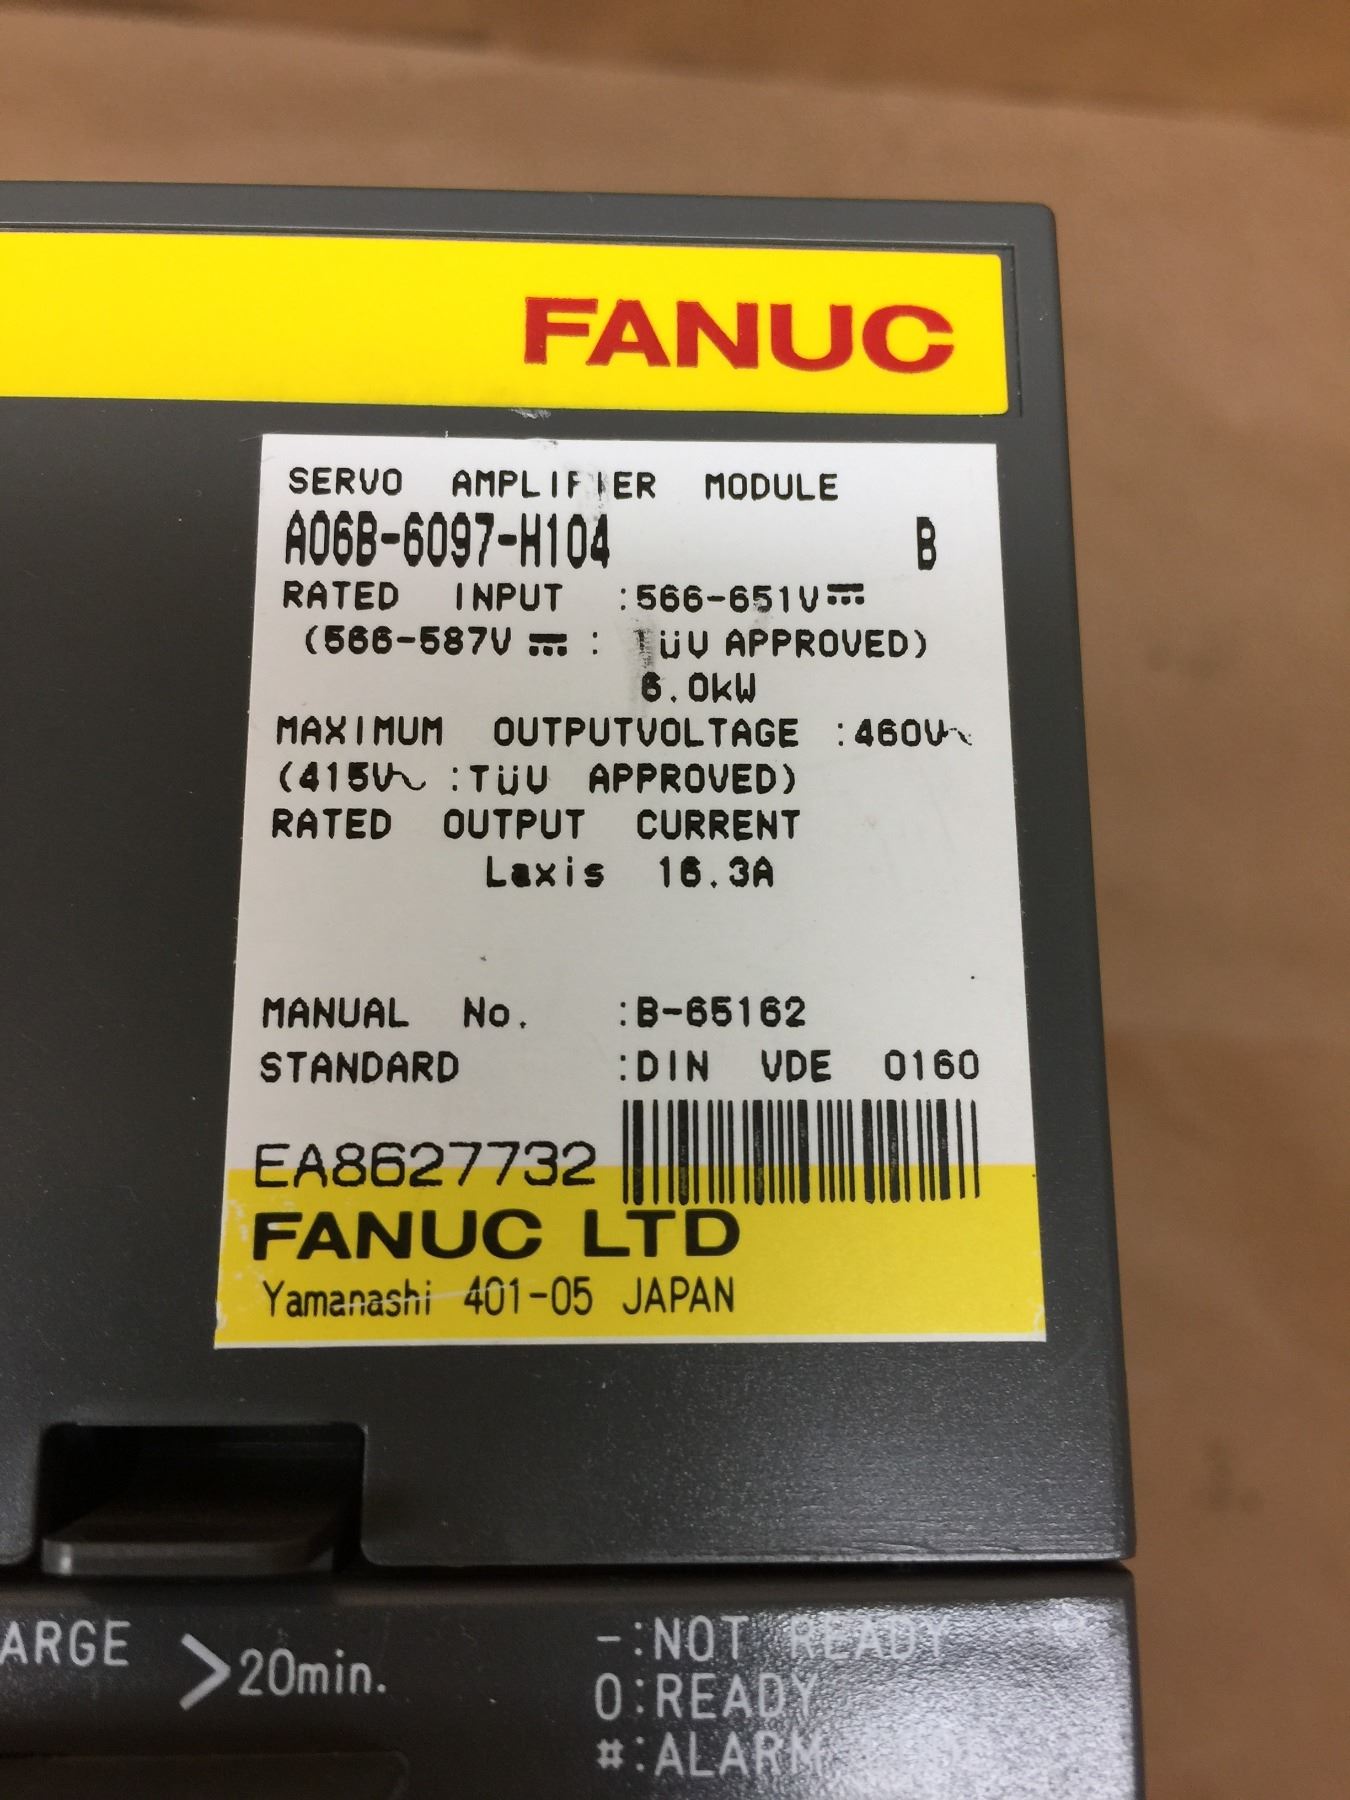 FANUC
SERVO AMPLIFIER MODULE
A06B-6097-H104 B
RATED INPUT :566-651V⎓
(566-587V ⎓ : TüV APPROVED)
6.0kW
MAXIMUM OUTPUTVOLTAGE :460V~
(415V~ :TüV APPROVED)
RATED OUTPUT CURRENT
Laxis 16.3A
MANUAL No. :B-65162
STANDARD :DIN VDE 0160
EA8627732
FANUC LTD
Yamanashi 401-05 JAPAN
ARGE >20min.
-:NOT READY
0:READY
#:ALARM